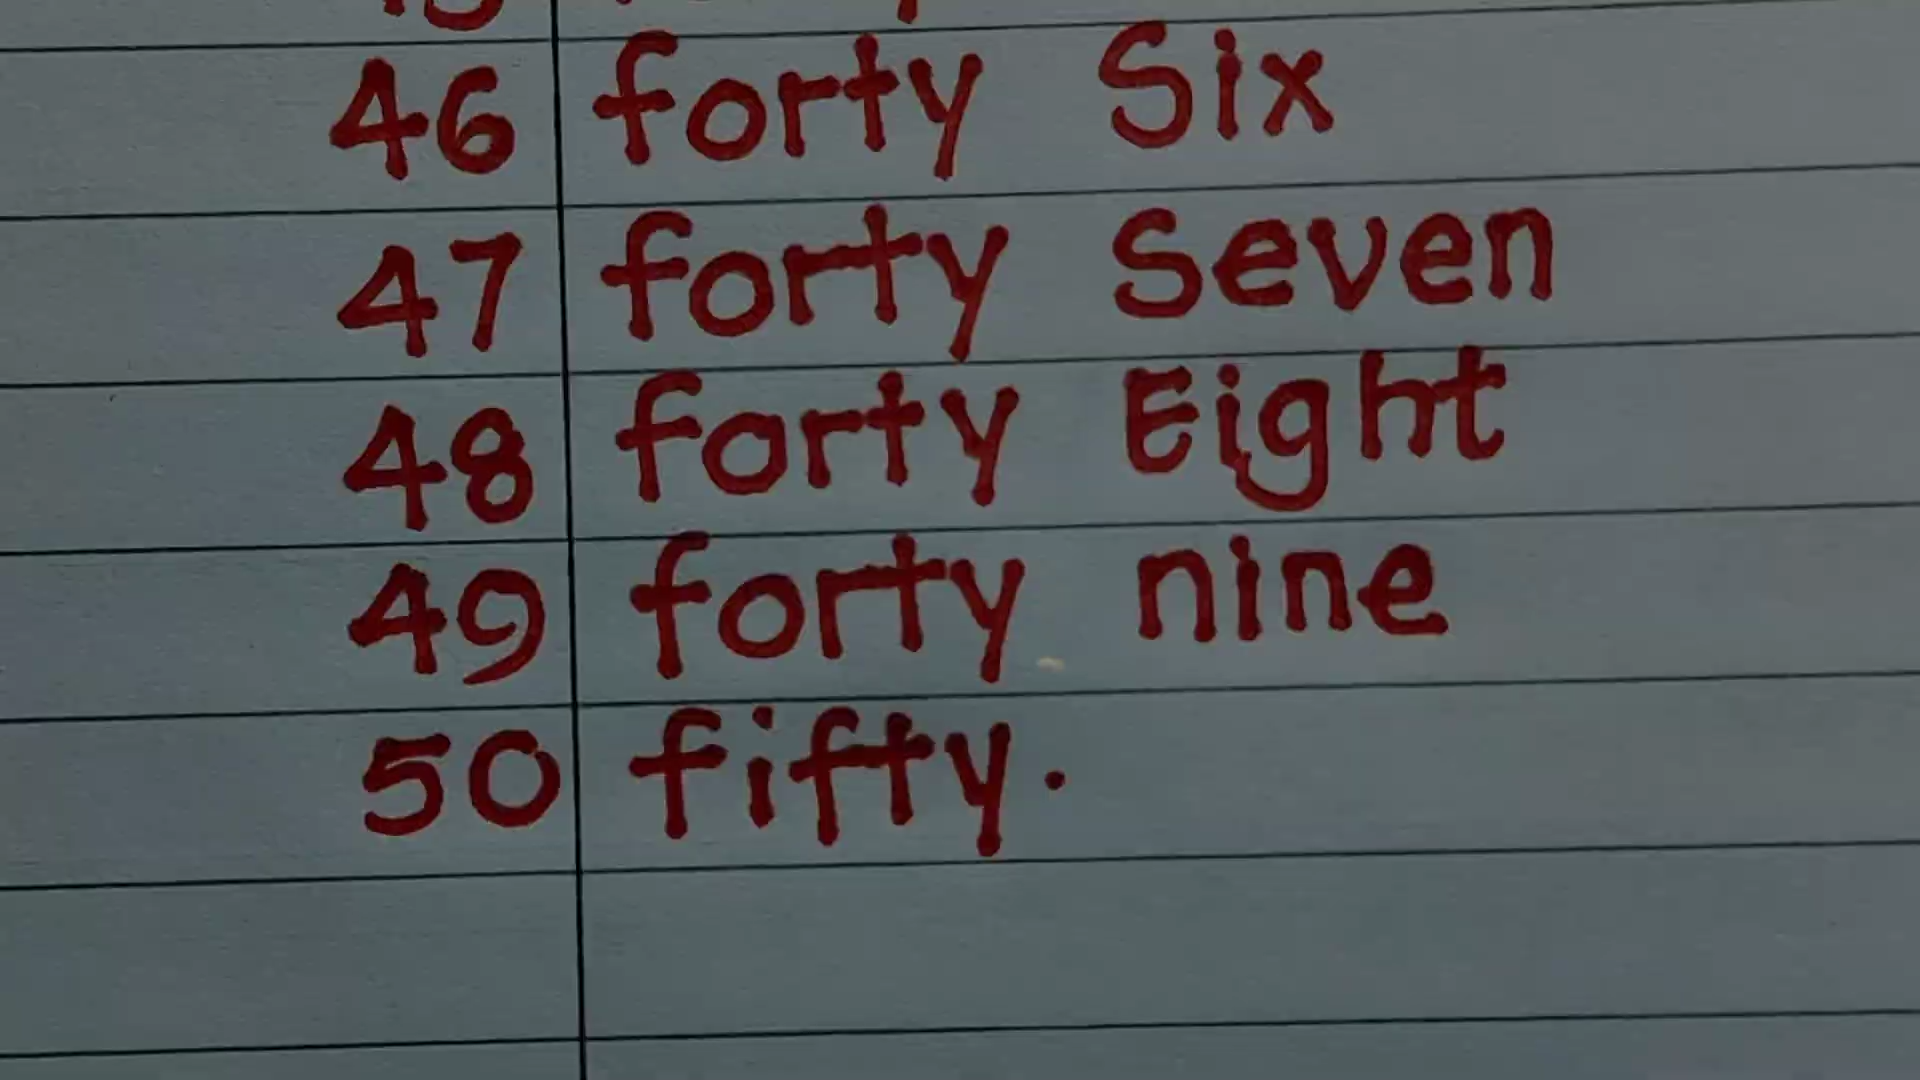 46 forty Six
47 forty Seven
48 forty Eight
49 forty nine
50 fifty.